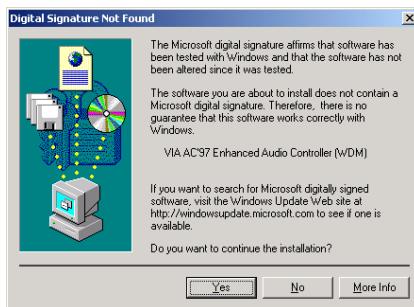 Digital Signature Not Found
The Microsoft digital signature affirms that software has
been tested with Windows and that the software has not
been altered since it was tested.
The software you are about to install does not contain a
Microsoft digital signature. Therefore, there is no
guarantee that this software works correctly with
Windows.
VIA AC'97 Enhanced Audio Controller (WDM)
If you want to search for Microsoft digitally signed
software, visit the Windows Update Web site at
http://windowsupdate.microsoft.com to see if one is
available.
Do you want to continue the installation?
Yes No More Info